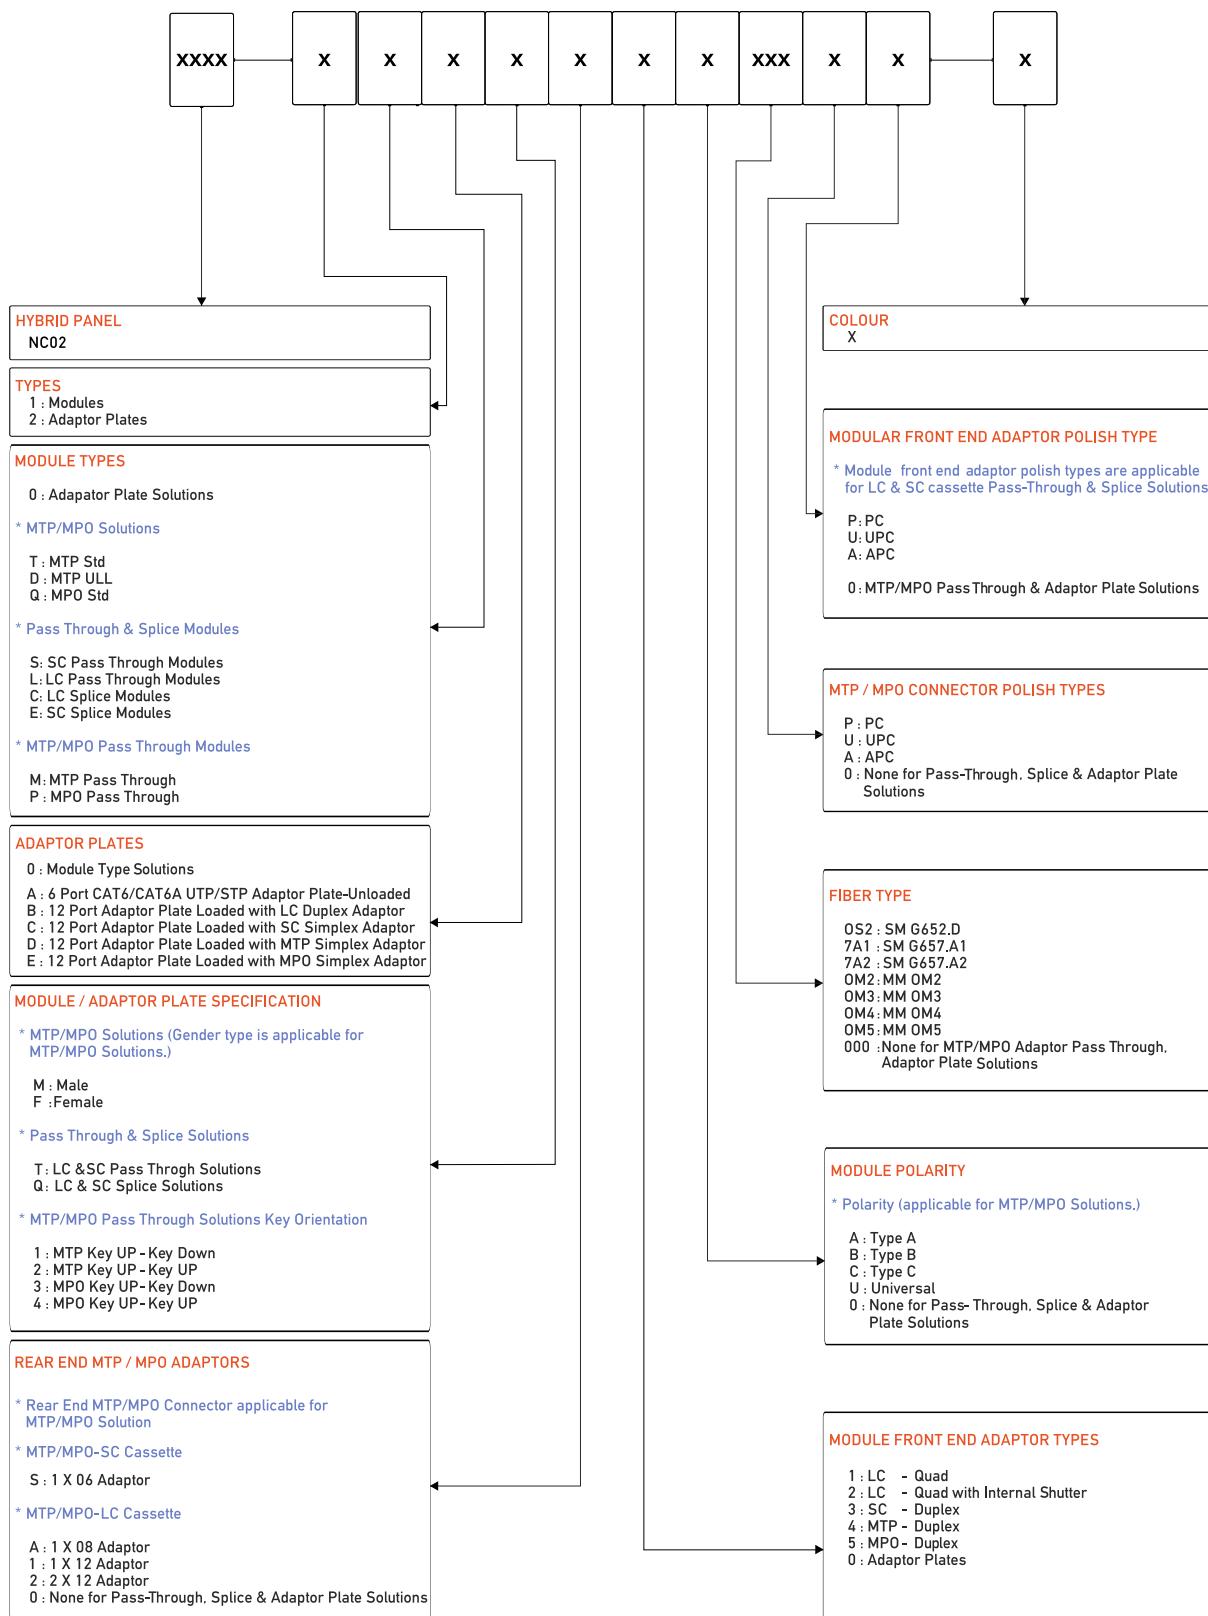 XXXX X X X X X X X XXX X X X
HYBRID PANEL
NC02
TYPES
1 : Modules
2 : Adaptor Plates
MODULE TYPES
0 : Adapator Plate Solutions
* MTP/MPO Solutions
T : MTP Std
D : MTP ULL
Q : MPO Std
* Pass Through & Splice Modules
S: SC Pass Through Modules
L: LC Pass Through Modules
C: LC Splice Modules
E: SC Splice Modules
* MTP/MPO Pass Through Modules
M: MTP Pass Through
P : MPO Pass Through
ADAPTOR PLATES
0 : Module Type Solutions
A : 6 Port CAT6/CAT6A UTP/STP Adaptor Plate-Unloaded
B : 12 Port Adaptor Plate Loaded with LC Duplex Adaptor
C : 12 Port Adaptor Plate Loaded with SC Simplex Adaptor
D : 12 Port Adaptor Plate Loaded with MTP Simplex Adaptor
E : 12 Port Adaptor Plate Loaded with MPO Simplex Adaptor
MODULE / ADAPTOR PLATE SPECIFICATION
* MTP/MPO Solutions (Gender type is applicable for
MTP/MPO Solutions.)
M : Male
F : Female
* Pass Through & Splice Solutions
T : LC &SC Pass Throgh Solutions
Q : LC & SC Splice Solutions
* MTP/MPO Pass Through Solutions Key Orientation
1 : MTP Key UP - Key Down
2 : MTP Key UP - Key UP
3 : MPO Key UP - Key Down
4 : MPO Key UP - Key UP
REAR END MTP / MPO ADAPTORS
* Rear End MTP/MPO Connector applicable for
MTP/MPO Solution
* MTP/MPO-SC Cassette
S : 1 X 06 Adaptor
* MTP/MPO-LC Cassette
A : 1 X 08 Adaptor
1 : 1 X 12 Adaptor
2 : 2 X 12 Adaptor
0 : None for Pass-Through, Splice & Adaptor Plate Solutions
COLOUR
X
MODULAR FRONT END ADAPTOR POLISH TYPE
* Module front end adaptor polish types are applicable
for LC & SC cassette Pass-Through & Splice Solutions
P: PC
U: UPC
A: APC
0: MTP/MPO Pass Through & Adaptor Plate Solutions
MTP / MPO CONNECTOR POLISH TYPES
P : PC
U : UPC
A : APC
0 : None for Pass-Through, Splice & Adaptor Plate
Solutions
FIBER TYPE
OS2 : SM G652.D
7A1 : SM G657.A1
7A2 : SM G657.A2
OM2 : MM OM2
OM3 : MM OM3
OM4 : MM OM4
OM5 : MM OM5
000 : None for MTP/MPO Adaptor Pass Through,
Adaptor Plate Solutions
MODULE POLARITY
* Polarity (applicable for MTP/MPO Solutions.)
A : Type A
B : Type B
C : Type C
U : Universal
0 : None for Pass- Through, Splice & Adaptor
Plate Solutions
MODULE FRONT END ADAPTOR TYPES
1 : LC - Quad
2 : LC - Quad with Internal Shutter
3 : SC - Duplex
4 : MTP - Duplex
5 : MPO - Duplex
0 : Adaptor Plates